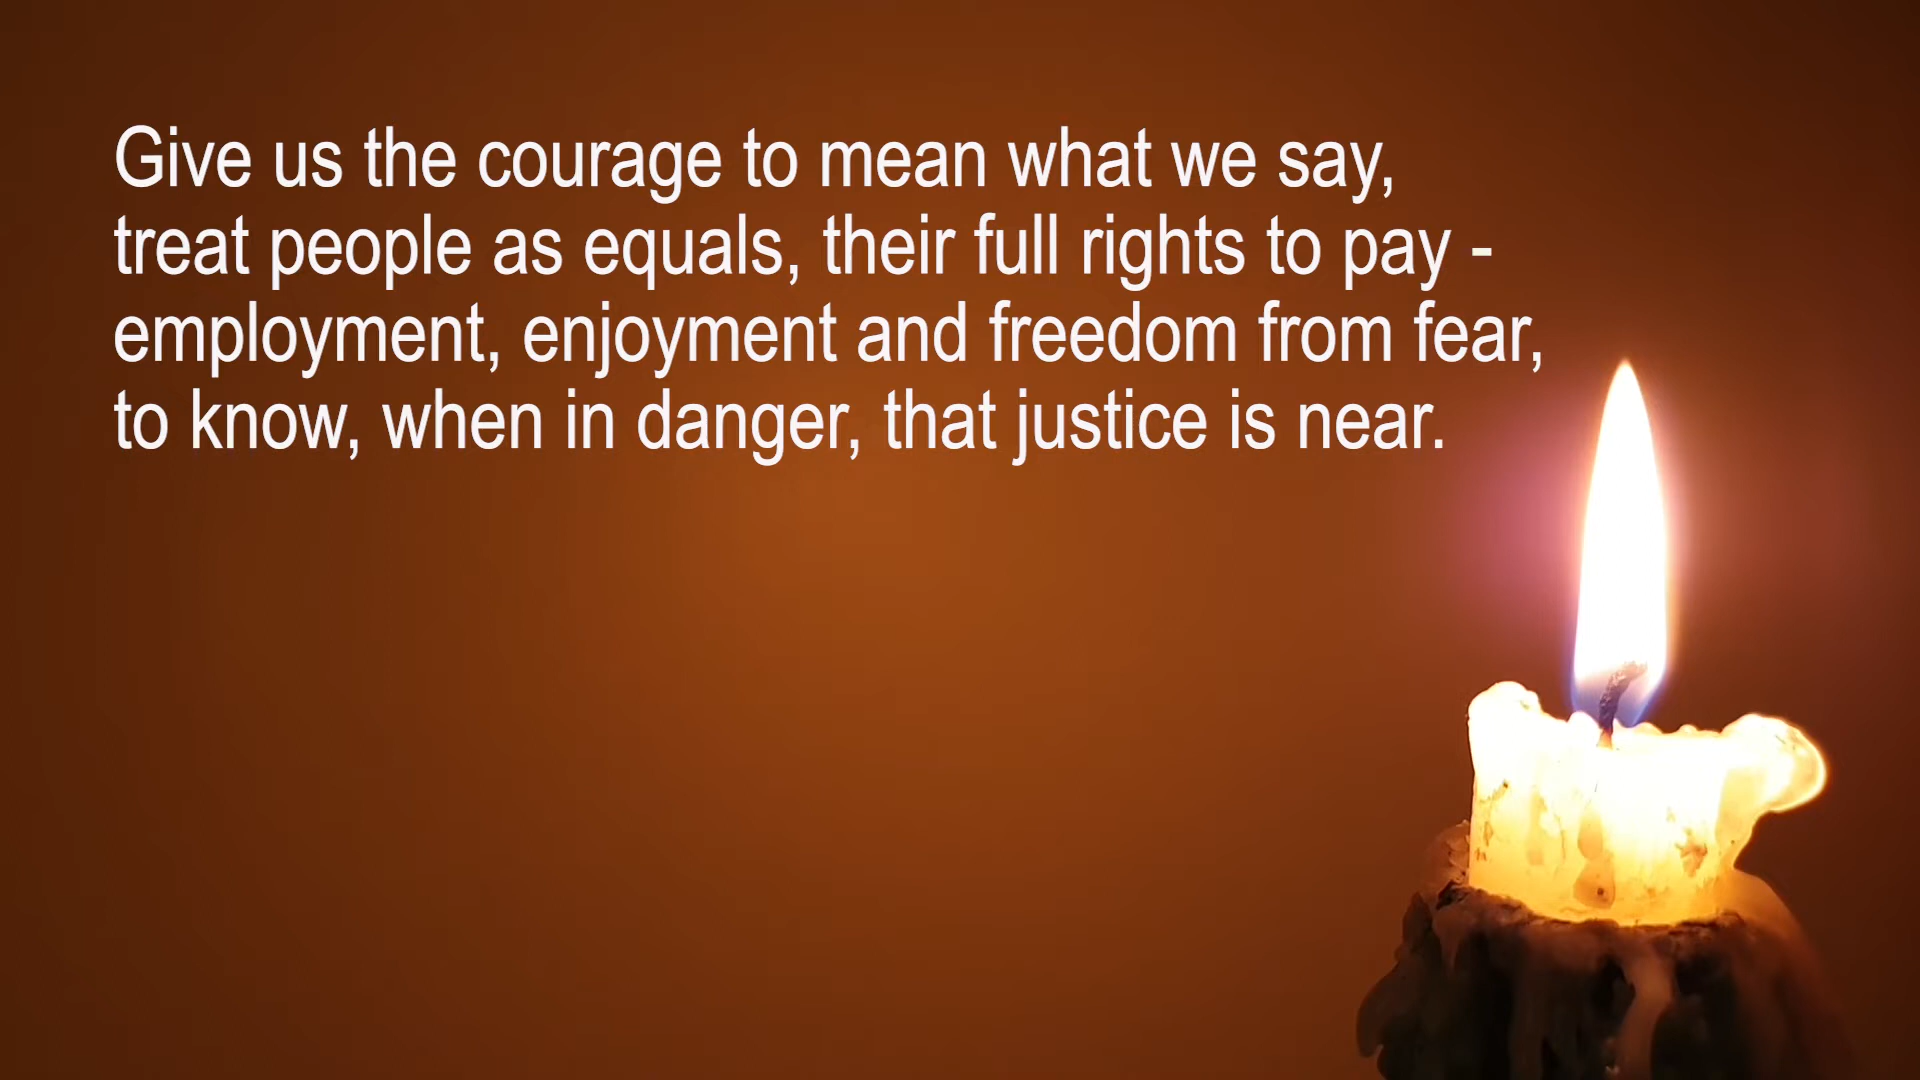 Give us the courage to mean what we say,
treat people as equals, their full rights to pay -
employment, enjoyment and freedom from fear,
to know, when in danger, that justice is near.